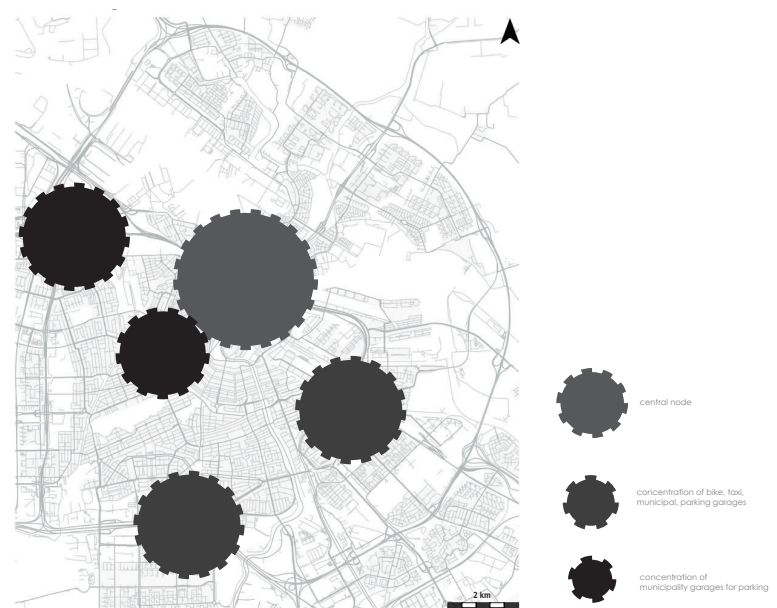 2 km
central node
concentration of bike, taxi,
municipal, parking garages
concentration of
municipality garages for parking